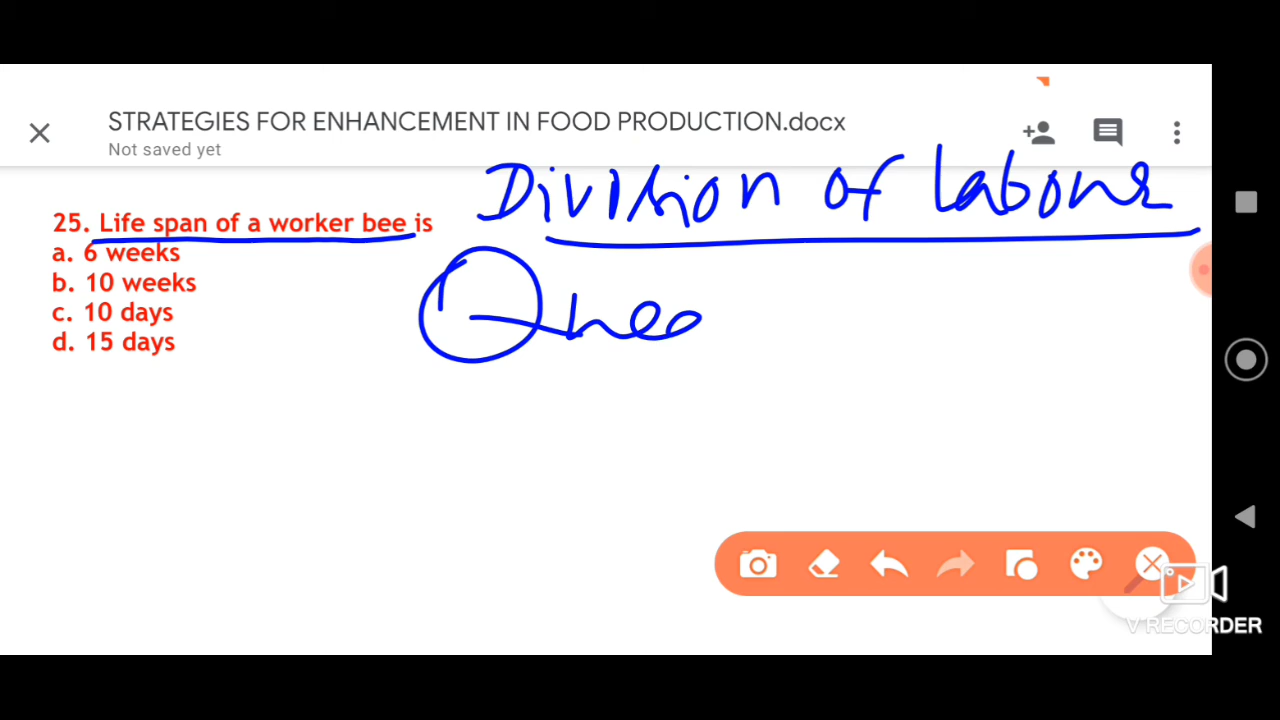 STRATEGIES FOR ENHANCEMENT IN FOOD PRODUCTION.docx
Not saved yet
Division of labour
25. Life span of a worker bee is
a. 6 weeks
b. 10 weeks
c. 10 days
d. 15 days
Quee
V RECORDER